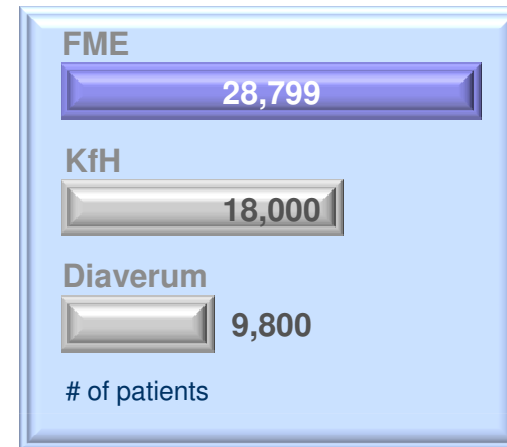 FME
28,799
KfH
18,000
Diaverum
9,800
# of patients